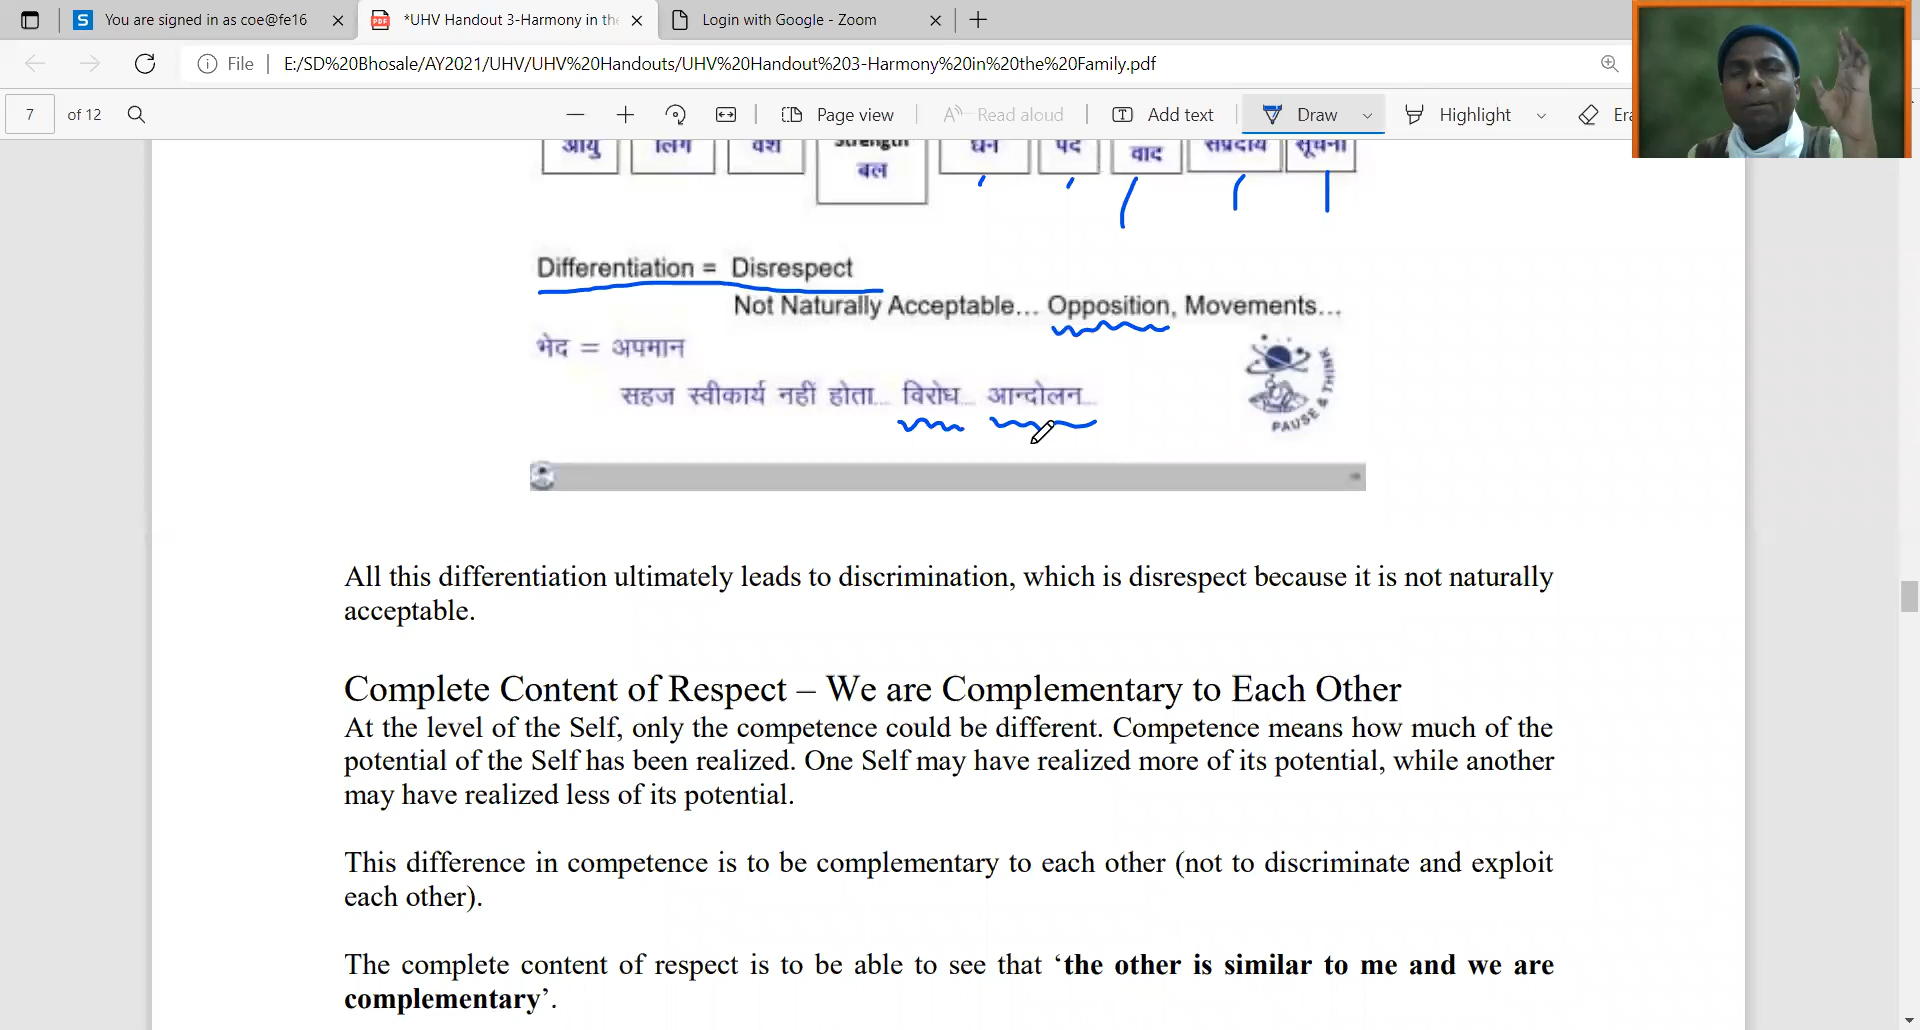 You are signed in as coe@fe16
*UHV Handout 3-Harmony in the
Login with Google - Zoom
File
E:/SD%20Bhosale/AY2021/UHV/UHV%20Handouts/UHV%20Handout%203-Harmony%20in%20the%20Family.pdf
7 of 12
Page view
Read aloud
Add text
Draw
Highlight
Strength
आयु लिंग वंश बल धन पद वाद संप्रदाय सूचना
Differentiation = Disrespect
Not Naturally Acceptable... Opposition, Movements...
भेद = अपमान
सहज स्वीकार्य नहीं होता... विरोध... आन्दोलन...
PAUSE & THINK
All this differentiation ultimately leads to discrimination, which is disrespect because it is not naturally
acceptable.
Complete Content of Respect – We are Complementary to Each Other
At the level of the Self, only the competence could be different. Competence means how much of the
potential of the Self has been realized. One Self may have realized more of its potential, while another
may have realized less of its potential.
This difference in competence is to be complementary to each other (not to discriminate and exploit
each other).
The complete content of respect is to be able to see that ‘the other is similar to me and we are
complementary’.